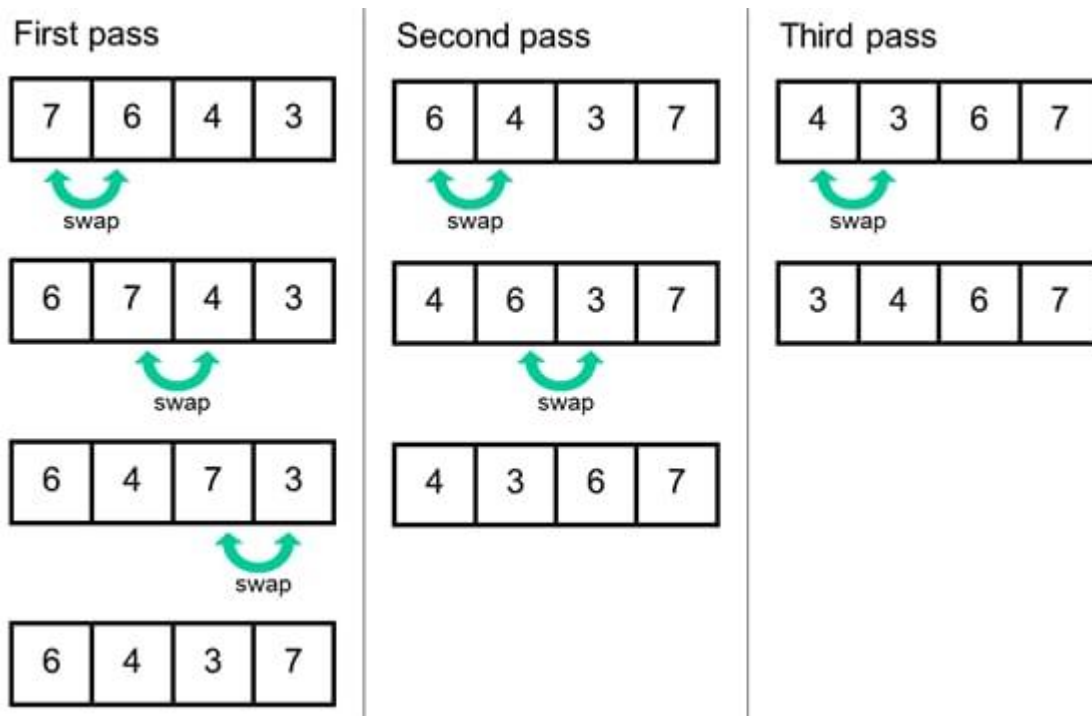 First pass
7 6 4 3
swap
6 7 4 3
swap
6 4 7 3
swap
6 4 3 7
Second pass
6 4 3 7
swap
4 6 3 7
swap
4 3 6 7
Third pass
4 3 6 7
swap
3 4 6 7